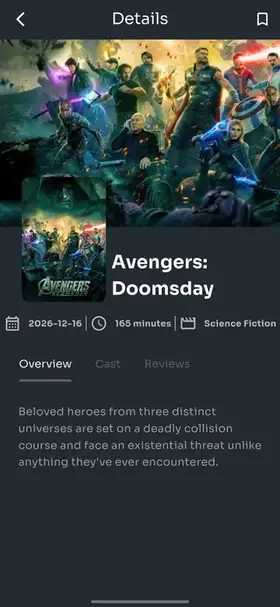 Details
AVENGERS
Avengers:
Doomsday
2026-12-16
165 minutes
Science Fiction
Overview
Cast
Reviews
Beloved heroes from three distinct
universes are set on a deadly collision
course and face an existential threat unlike
anything they've ever encountered.